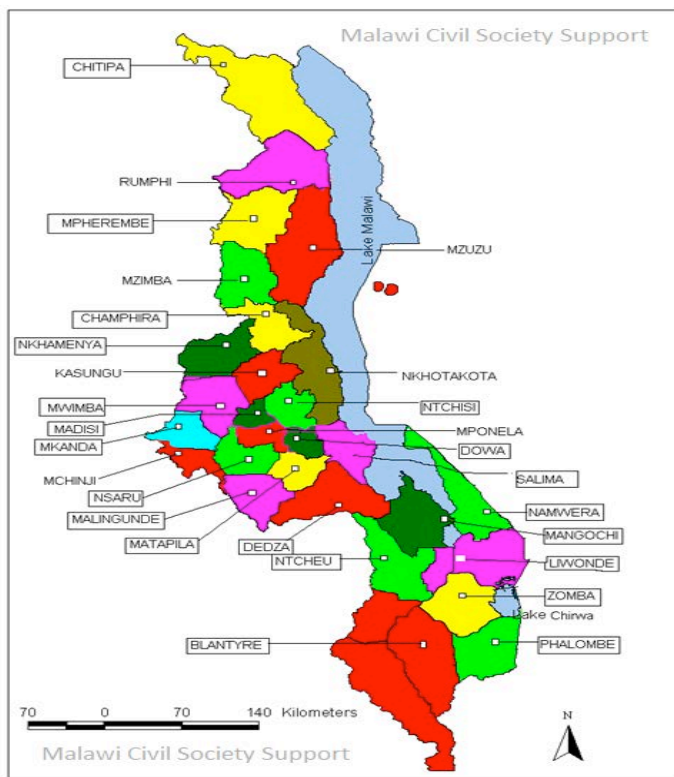 Malawi Civil Society Support
CHITIPA
RUMPHI
MPHEREMBE
Lake Malawi
MZUZU
MZIMBA
CHAMPHIRA
NKHAMENYA
KASUNGU
NKHOTAKOTA
MWIMBA
NTCHISI
MADISI
MPONELA
MKANDA
DOWA
MCHINJI
SALIMA
NSARU
NAMWERA
MALINGUNDE
MANGOCHI
MATAPILA
DEDZA
NTCHEU
LIWONDE
ZOMBA
Lake Chirwa
BLANTYRE
PHALOMBE
70 0 70 140 Kilometers
N
Malawi Civil Society Support